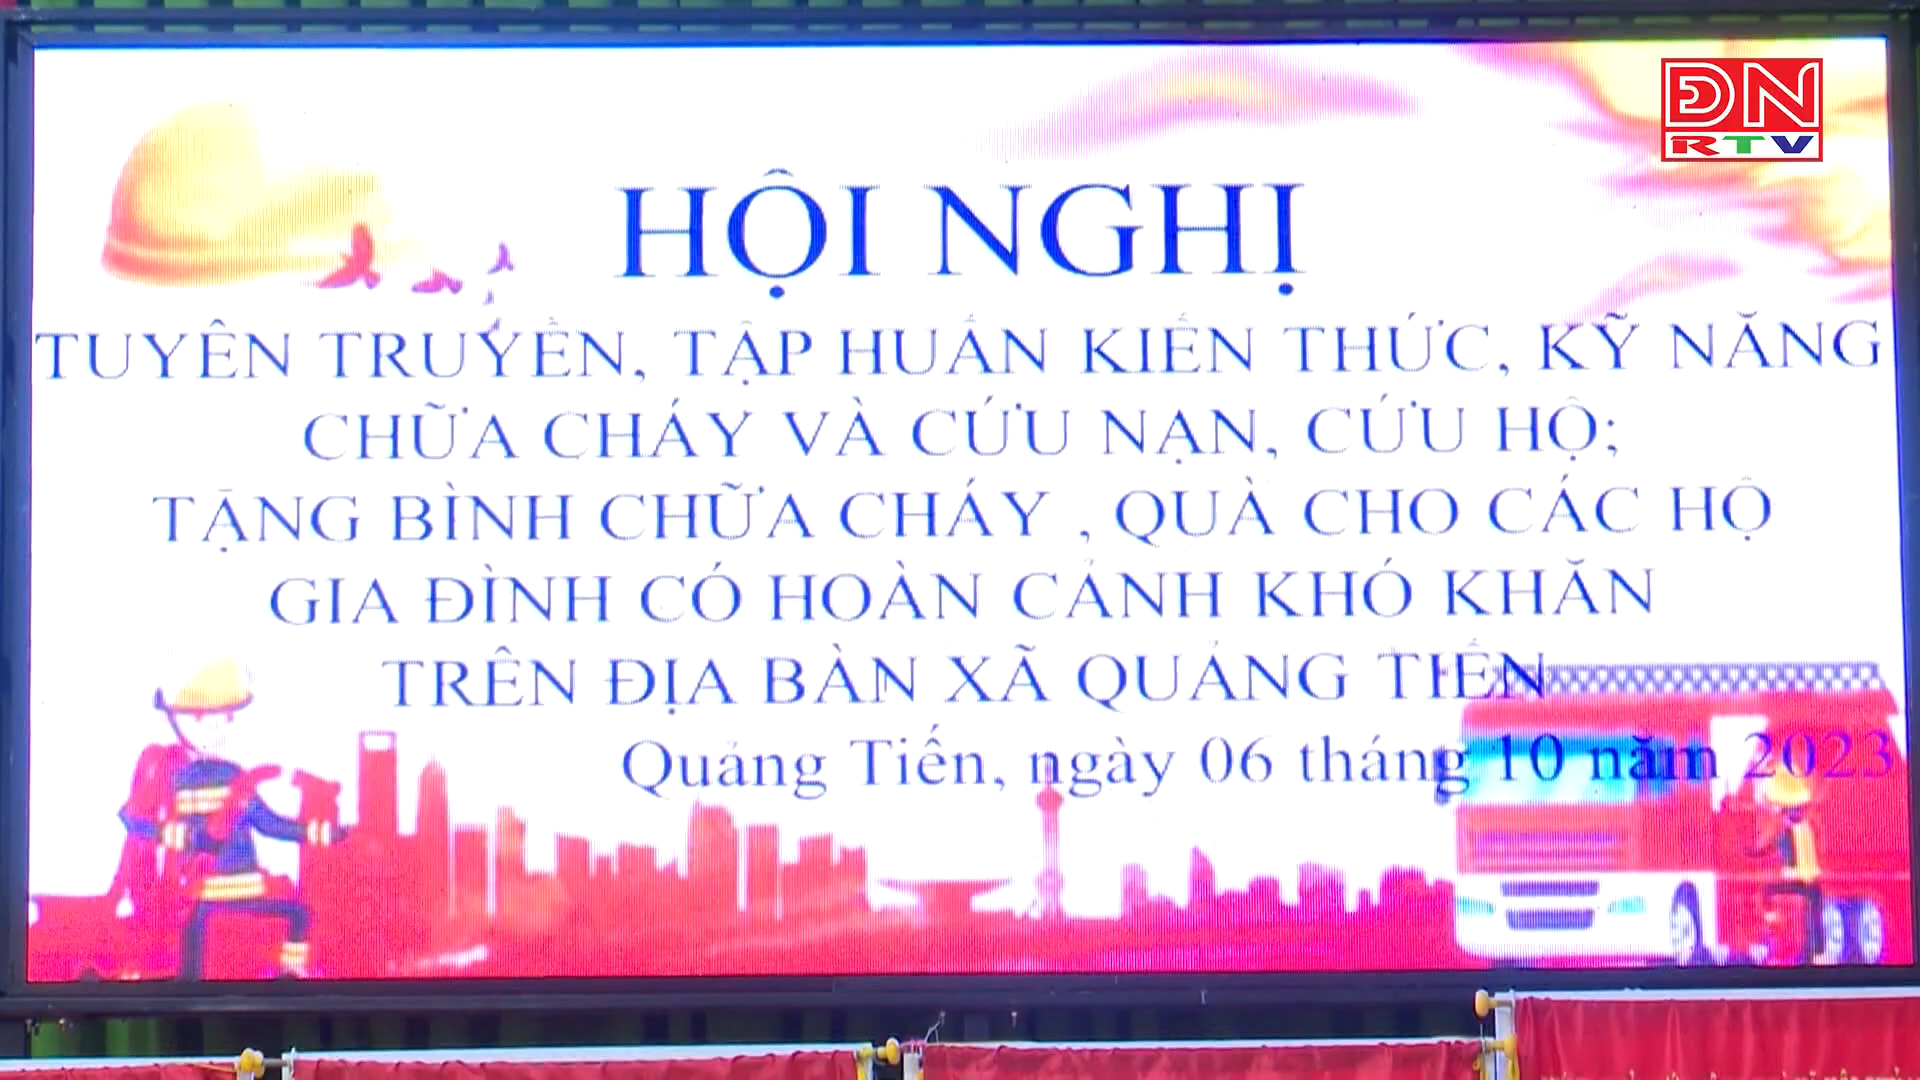 ĐN
RTV
HỘI NGHỊ
TUYÊN TRUYỀN, TẬP HUẤN KIẾN THỨC, KỸ NĂNG
CHỮA CHÁY VÀ CỨU NẠN, CỨU HỘ;
TẶNG BÌNH CHỮA CHÁY , QUÀ CHO CÁC HỘ
GIA ĐÌNH CÓ HOÀN CẢNH KHÓ KHĂN
TRÊN ĐỊA BÀN XÃ QUẢNG TIẾN
Quảng Tiến, ngày 06 tháng 10 năm 2023